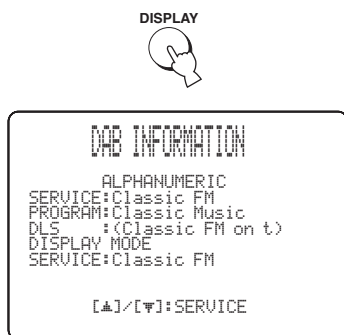 DISPLAY
DAB INFORMATION
ALPHANUMERIC
SERVICE:Classic FM
PROGRAM:Classic Music
DLS :(Classic FM on t)
DISPLAY MODE
SERVICE:Classic FM
[▲]/[▼]:SERVICE